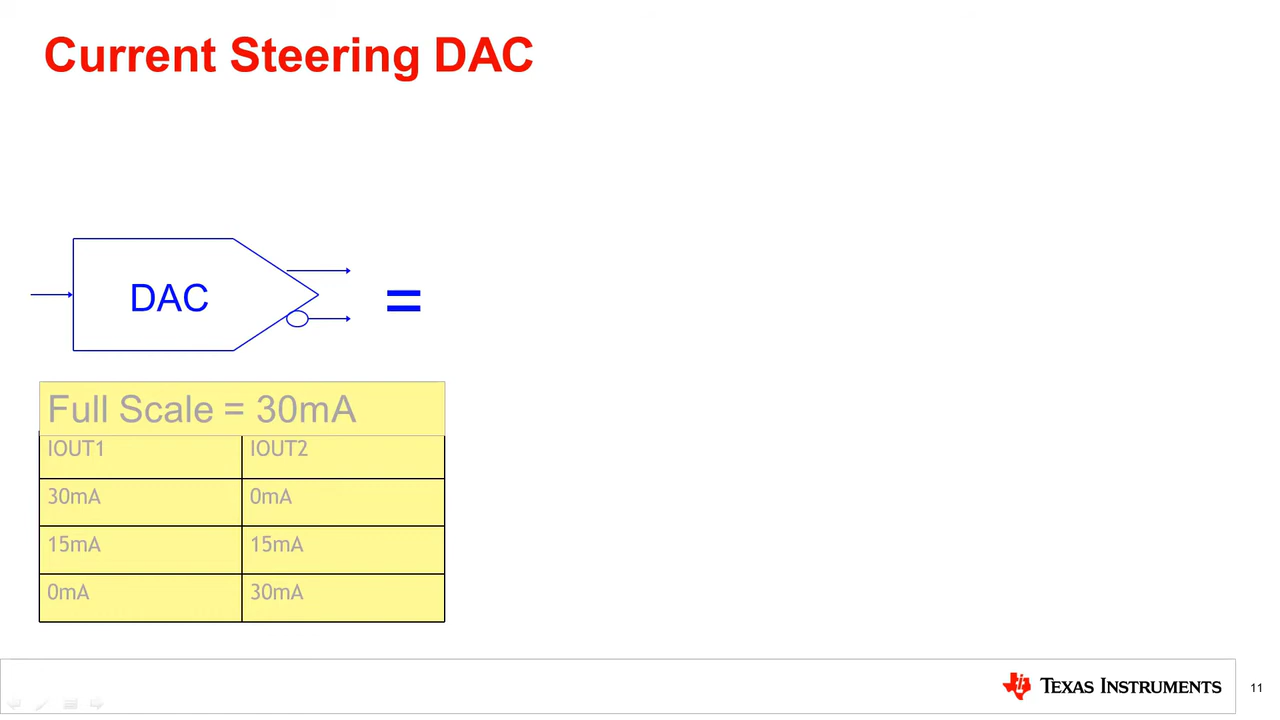 Current Steering DAC
DAC
=
Full Scale = 30mA
IOUT1 IOUT2
30mA 0mA
15mA 15mA
0mA 30mA
TEXAS INSTRUMENTS
11